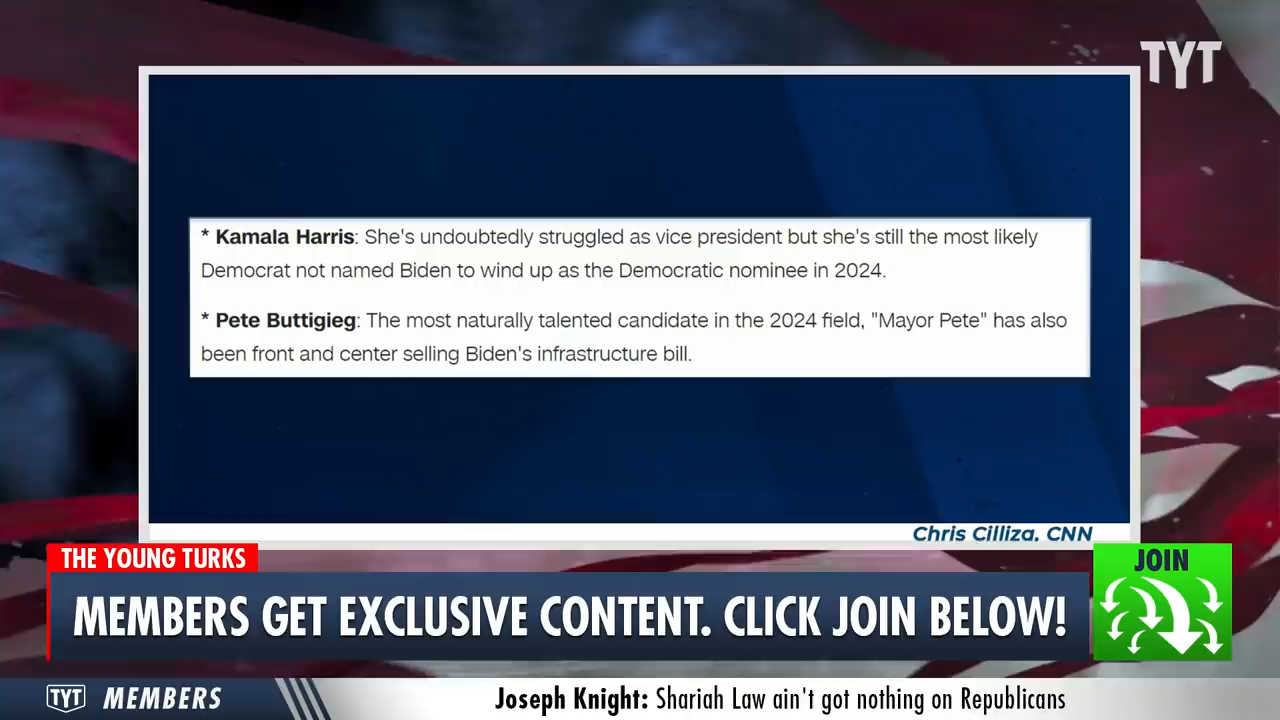 TYT
* Kamala Harris: She's undoubtedly struggled as vice president but she's still the most likely
Democrat not named Biden to wind up as the Democratic nominee in 2024.
* Pete Buttigieg: The most naturally talented candidate in the 2024 field, "Mayor Pete" has also
been front and center selling Biden's infrastructure bill.
Chris Cilliza, CNN
THE YOUNG TURKS
MEMBERS GET EXCLUSIVE CONTENT. CLICK JOIN BELOW!
JOIN
TYT MEMBERS
Joseph Knight: Shariah Law ain't got nothing on Republicans